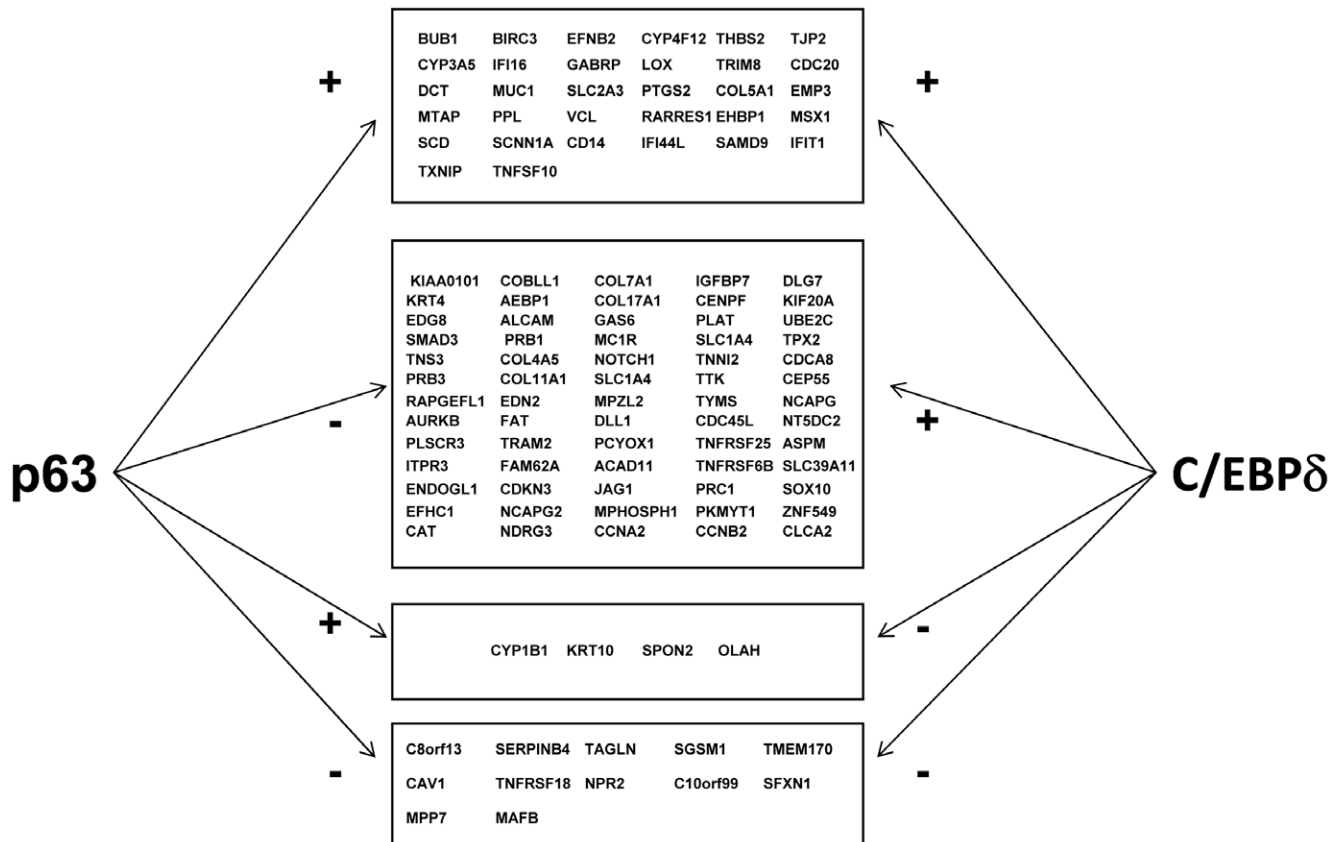 BUB1 BIRC3 EFNB2 CYP4F12 THBS2 TJP2
+ CYP3A5 IFI16 GABRP LOX TRIM8 CDC20 +
DCT MUC1 SLC2A3 PTGS2 COL5A1 EMP3
MTAP PPL VCL RARRES1 EHBP1 MSX1
SCD SCNN1A CD14 IFI44L SAMD9 IFIT1
TXNIP TNFSF10
KIAA0101 COBLL1 COL7A1 IGFBP7 DLG7
KRT4 AEBP1 COL17A1 CENPF KIF20A
EDG8 ALCAM GAS6 PLAT UBE2C
SMAD3 PRB1 MC1R SLC1A4 TPX2
TNS3 COL4A5 NOTCH1 TNNI2 CDCA8
PRB3 COL11A1 SLC1A4 TTK CEP55
RAPGEFL1 EDN2 MPZL2 TYMS NCAPG
- AURKB FAT DLL1 CDC45L NT5DC2 +
PLSCR3 TRAM2 PCYOX1 TNFRSF25 ASPM
p63 ITPR3 FAM62A ACAD11 TNFRSF6B SLC39A11 C/EBPδ
ENDOGL1 CDKN3 JAG1 PRC1 SOX10
EFHC1 NCAPG2 MPHOSPH1 PKMYT1 ZNF549
CAT NDRG3 CCNA2 CCNB2 CLCA2
+ -
CYP1B1 KRT10 SPON2 OLAH
C8orf13 SERPINB4 TAGLN SGSM1 TMEM170
- CAV1 TNFRSF18 NPR2 C10orf99 SFXN1 -
MPP7 MAFB